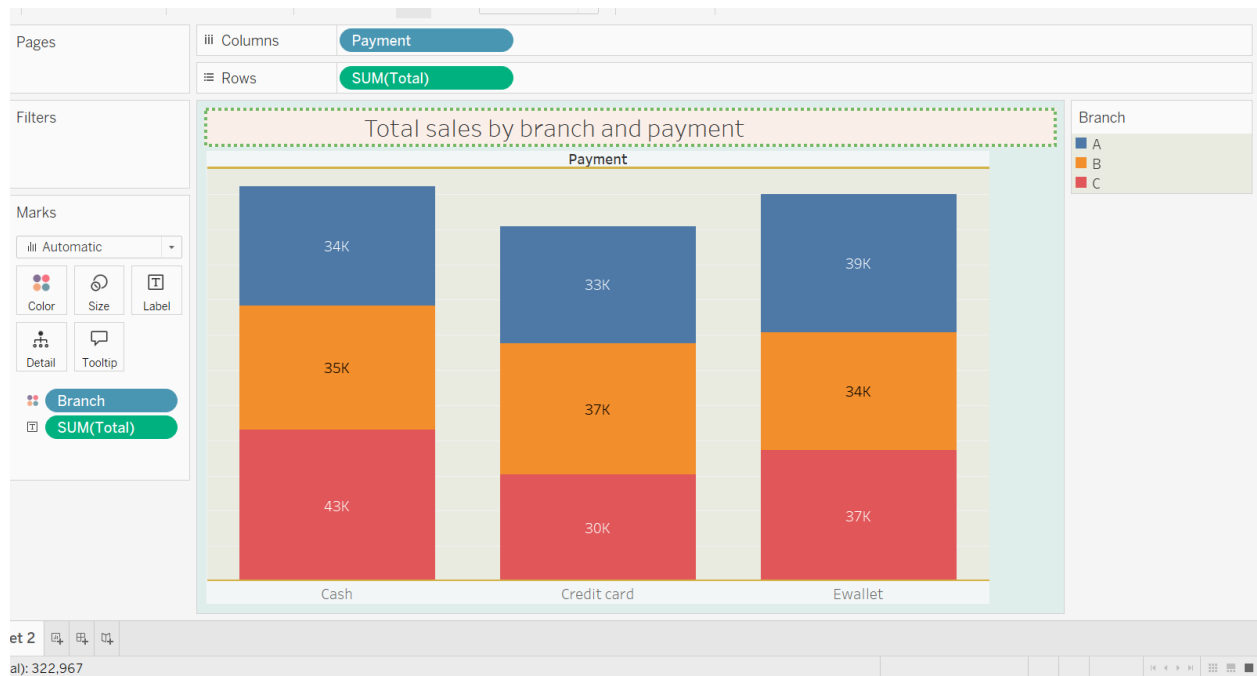 Pages
Columns
Payment
Rows
SUM(Total)
Filters
Total sales by branch and payment
Payment
Branch
A
B
C
Marks
Automatic
Color
Size
Label
Detail
Tooltip
Branch
SUM(Total)
34K
33K
39K
35K
37K
34K
43K
30K
37K
Cash
Credit card
Ewallet
et 2
al): 322,967